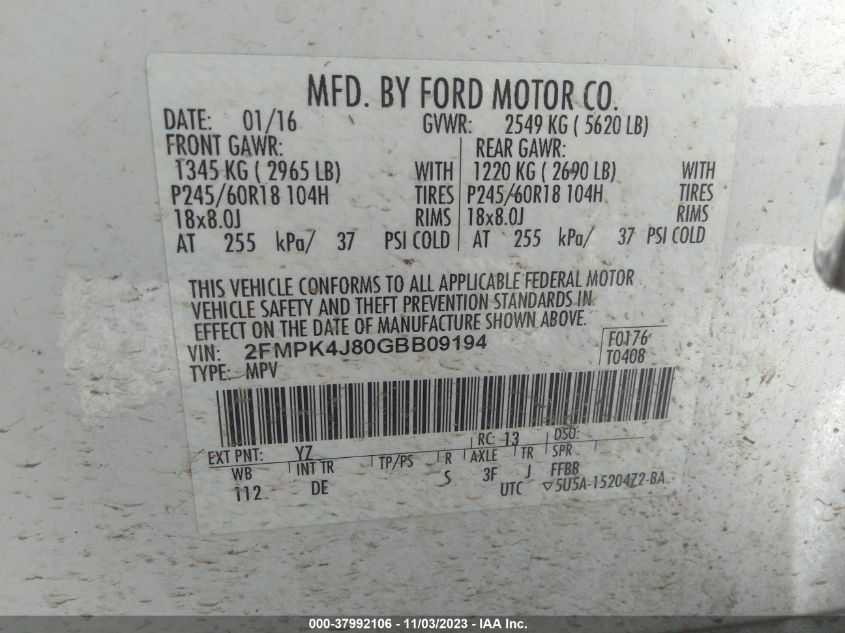 MFD. BY FORD MOTOR CO.
DATE: 01/16 GVWR: 2549 KG ( 5620 LB)
FRONT GAWR: REAR GAWR:
1345 KG ( 2965 LB) WITH 1220 KG ( 2690 LB) WITH
P245/60R18 104H TIRES P245/60R18 104H TIRES
18x8.0J RIMS 18x8.0J RIMS
AT 255 kPa/ 37 PSI COLD AT 255 kPa/ 37 PSI COLD
THIS VEHICLE CONFORMS TO ALL APPLICABLE FEDERAL MOTOR
VEHICLE SAFETY AND THEFT PREVENTION STANDARDS IN
EFFECT ON THE DATE OF MANUFACTURE SHOWN ABOVE.
VIN: 2FMPK4J80GBB09194 F0176
TYPE: MPV T0408
EXT PNT: YZ RC: 13 DSO:
WB INT TR TP/PS R AXLE TR SPR
112 DE S 3F J FFBB
UTC ▽5U5A-1520472-BA
000-37992106 - 11/03/2023 - IAA Inc.